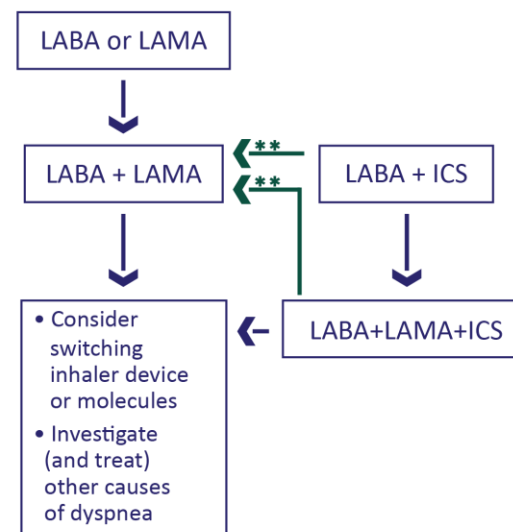 LABA or LAMA
**
LABA + LAMA
LABA + ICS
**
• Consider
switching
inhaler device
or molecules
LABA+LAMA+ICS
• Investigate
(and treat)
other causes
of dyspnea